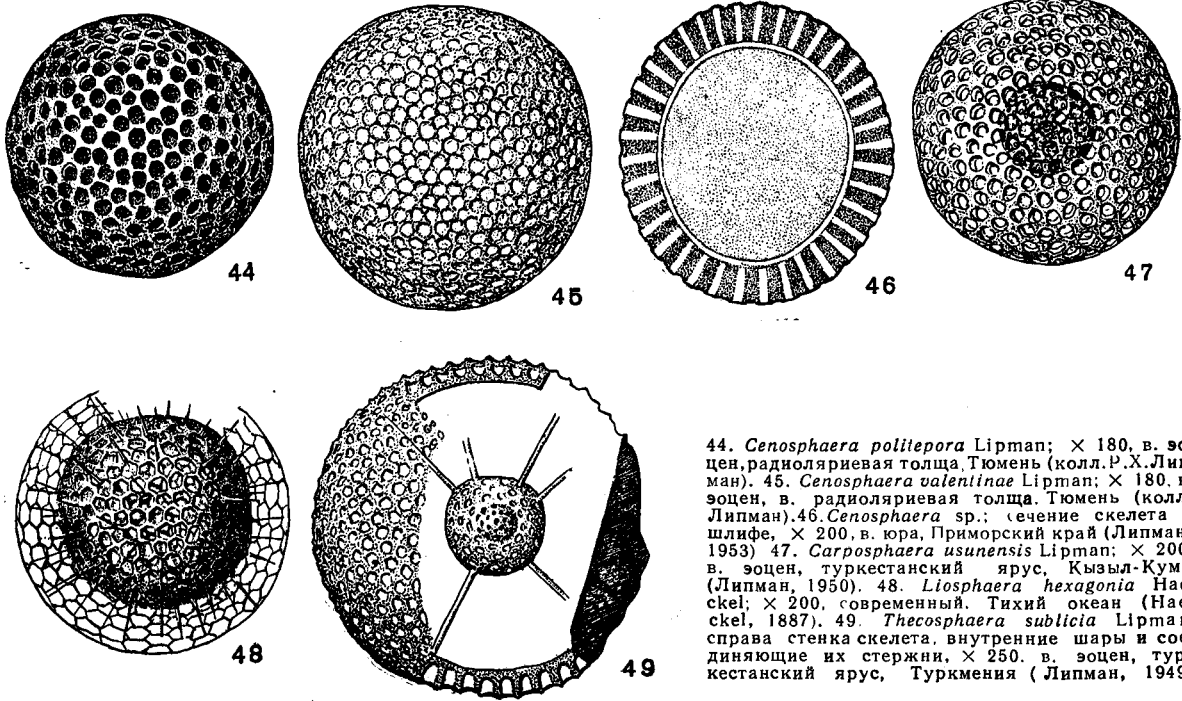 44
45
46
47
48
49
44. Cenosphaera politepora Lipman; × 180, в. эо
цен, радиоляриевая толща, Тюмень (колл. Р.Х.Лип
ман). 45. Cenosphaera valentinae Lipman; × 180, в
эоцен, в. радиоляриевая толща. Тюмень (колл
Липман).46. Cenosphaera sp.; сечение скелета
шлифе, × 200, в. юра, Приморский край (Липман
1953) 47. Carposphaera usunensis Lipman; × 200
в. эоцен, туркестанский ярус, Кызыл-Кум
(Липман, 1950). 48. Liosphaera hexagonia Hae
ckel; × 200, современный. Тихий океан (Hae
ckel, 1887). 49. Thecosphaera sublicia Lipman
справа стенка скелета, внутренние шары и сое
диняющие их стержни, × 250. в. эоцен, тур
кестанский ярус, Туркмения (Липман, 1949